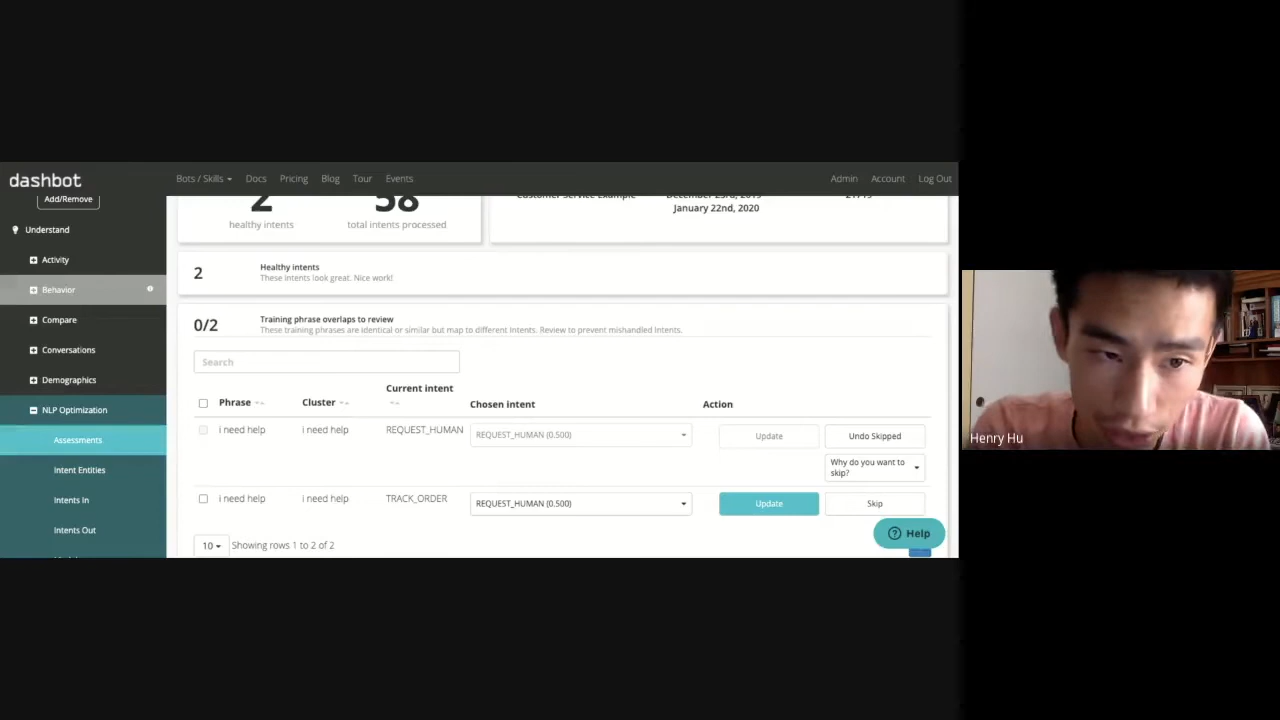 dashbot
Bots / Skills Docs Pricing Blog Tour Events
Admin Account Log Out
Add/Remove
Understand
Activity
Behavior
Compare
Conversations
Demographics
NLP Optimization
Assessments
Intent Entities
Intents In
Intents Out
2 58
healthy intents total intents processed
January 22nd, 2020
2 Healthy intents
These intents look great. Nice work!
0/2 Training phrase overlaps to review
These training phrases are identical or similar but map to different Intents. Review to prevent mishandled Intents.
Search
Phrase Cluster Current intent Chosen intent Action
i need help i need help REQUEST_HUMAN REQUEST_HUMAN (0.500) Update Undo Skipped
Why do you want to
skip?
i need help i need help TRACK_ORDER REQUEST_HUMAN (0.500) Update Skip
10 Showing rows 1 to 2 of 2
Help
Henry Hu